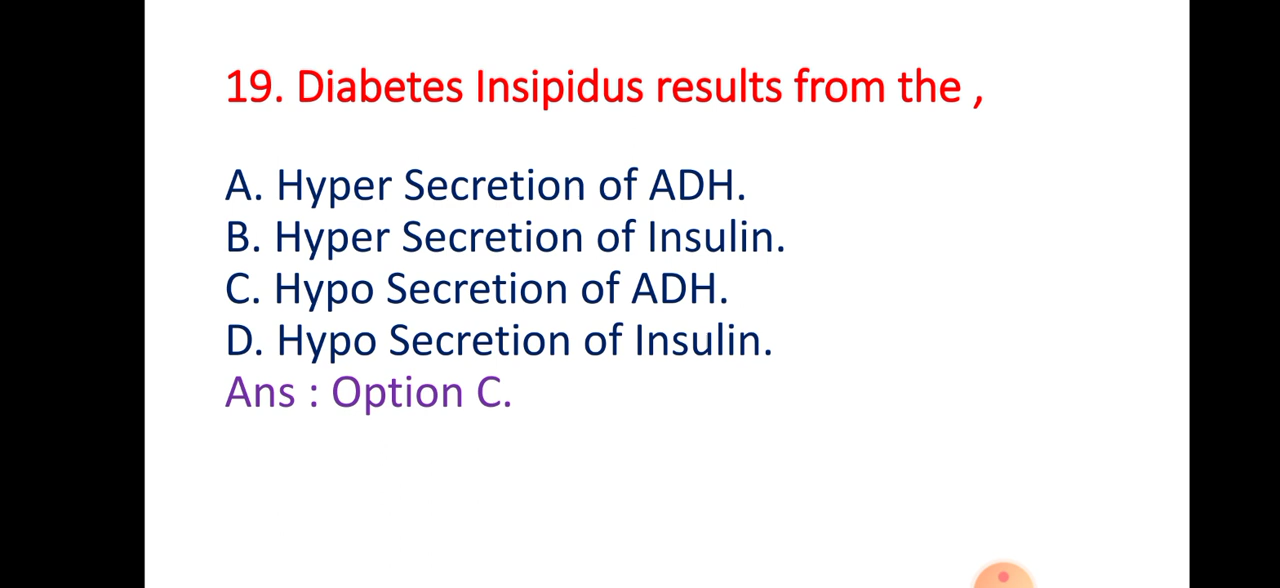 19. Diabetes Insipidus results from the ,
A. Hyper Secretion of ADH.
B. Hyper Secretion of Insulin.
C. Hypo Secretion of ADH.
D. Hypo Secretion of Insulin.
Ans : Option C.